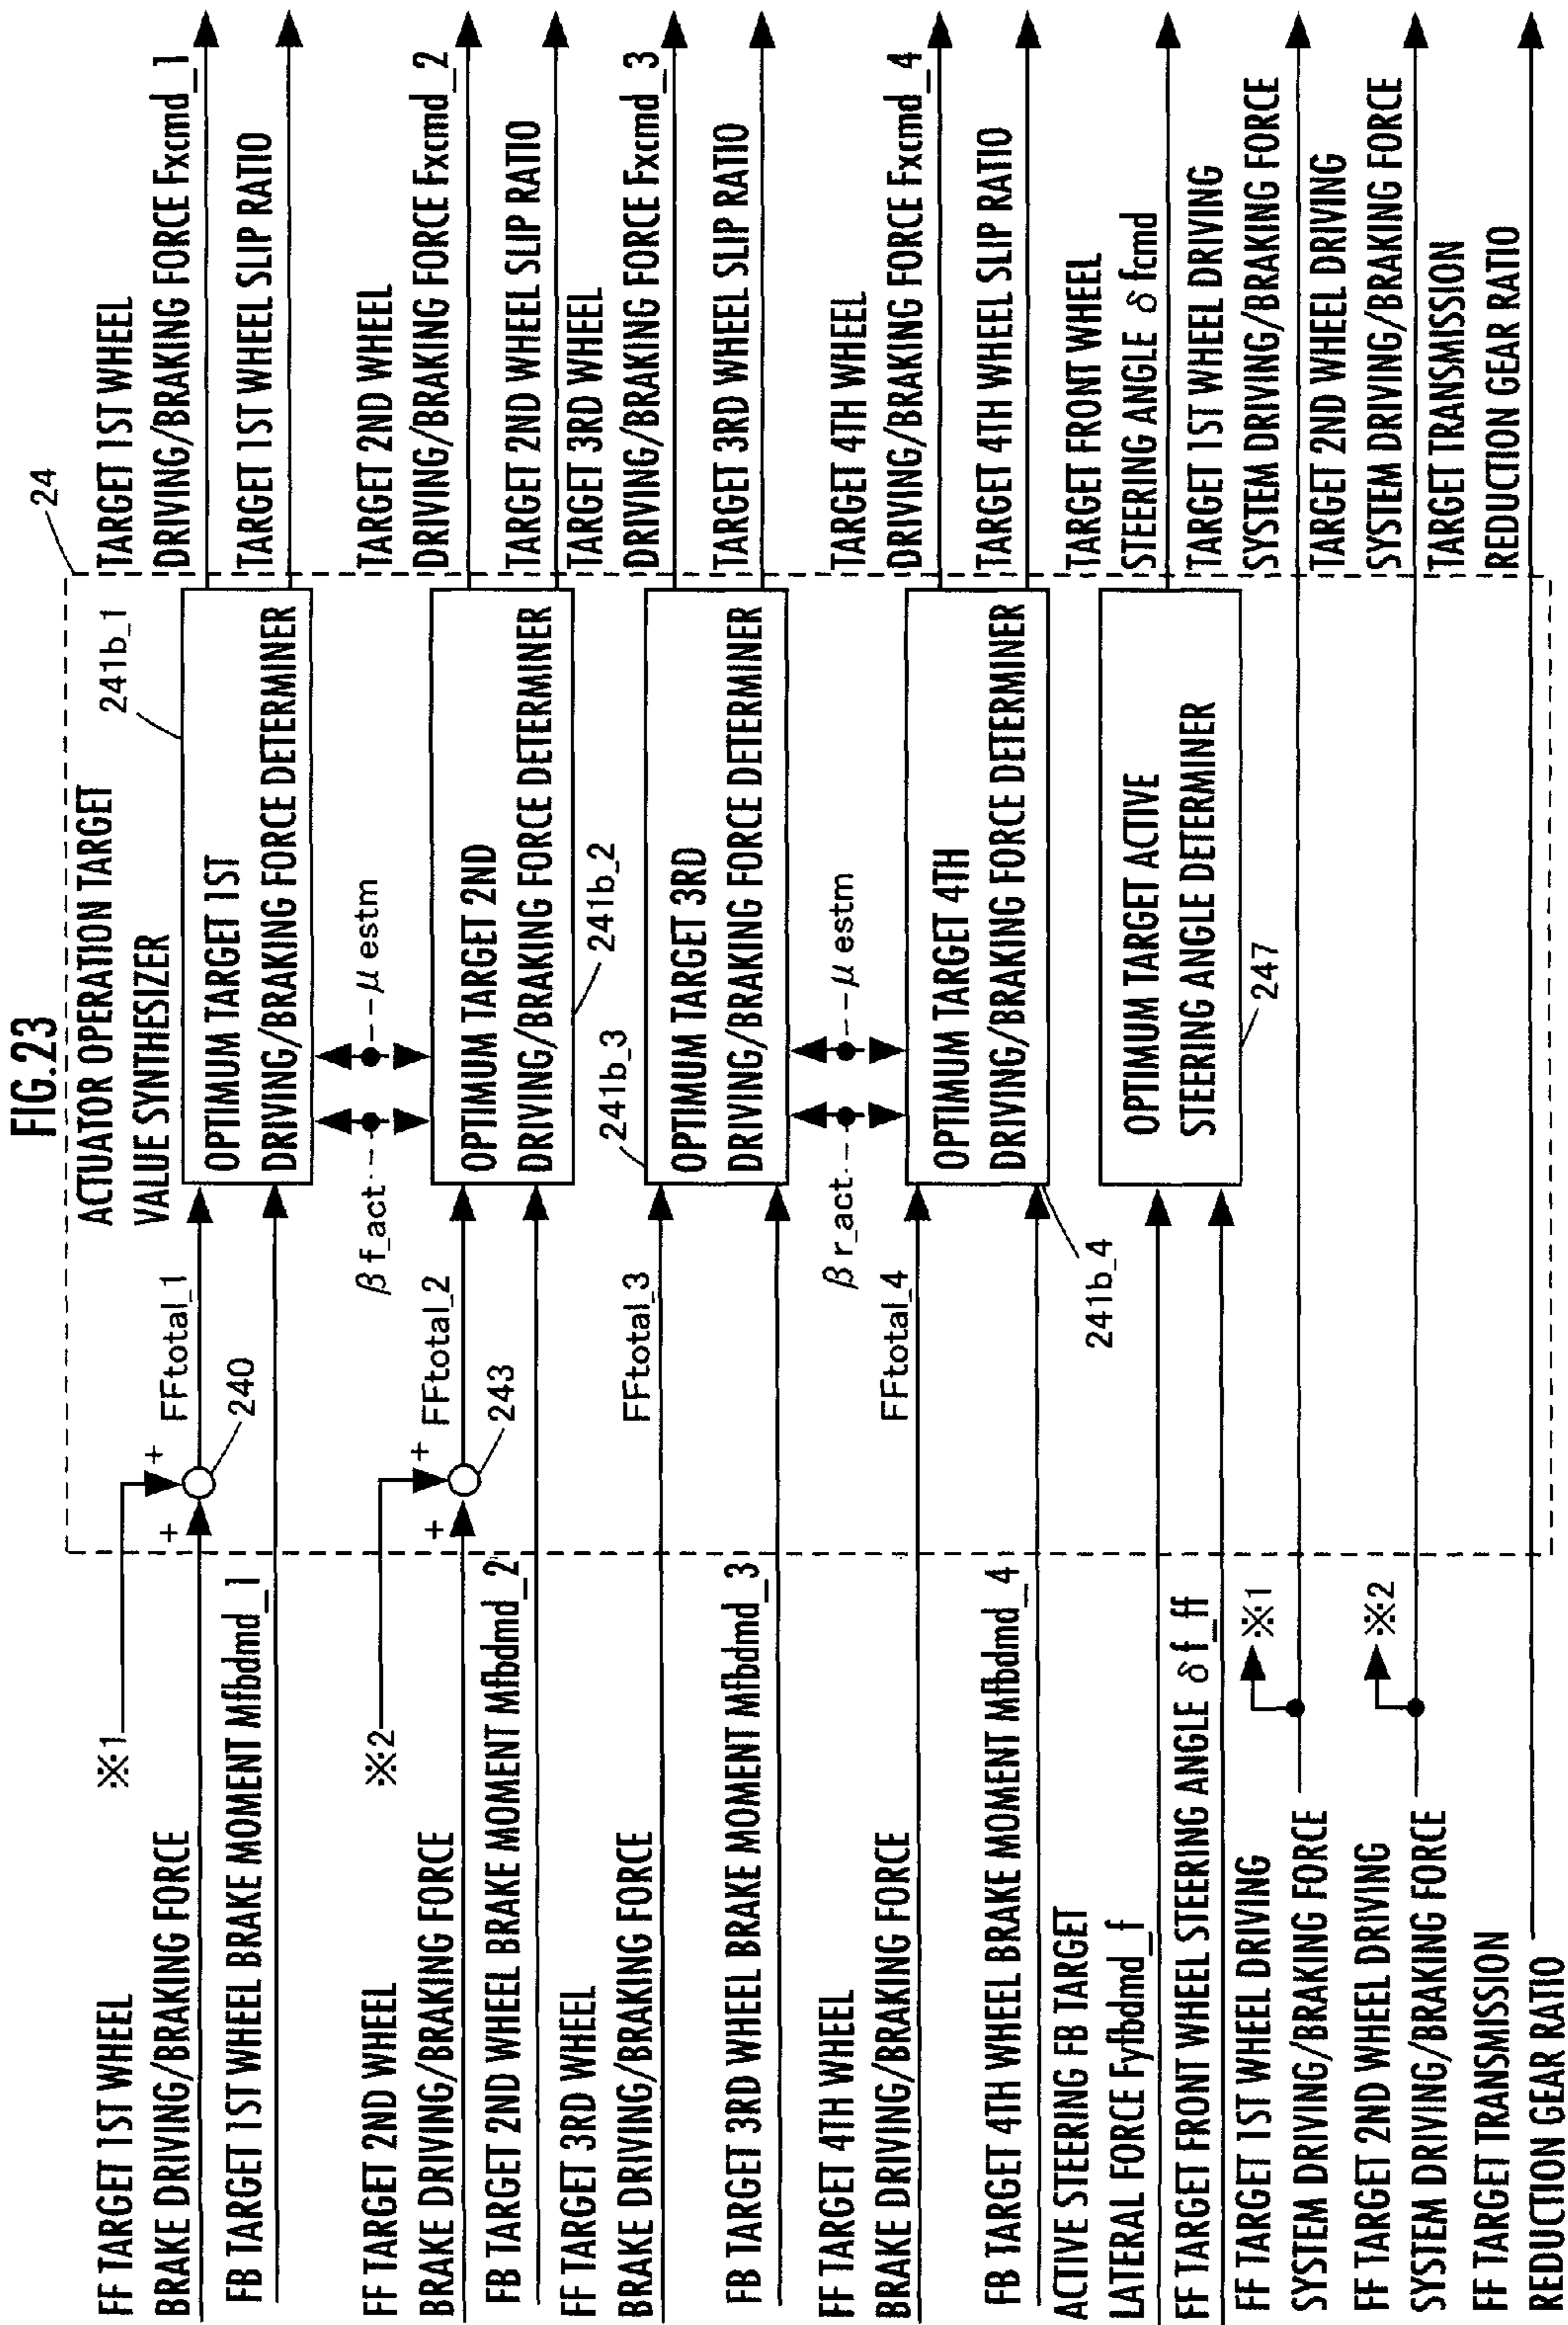 FIG.23
24
ACTUATOR OPERATION TARGET
VALUE SYNTHESIZER
※1
FF TARGET 1ST WHEEL
BRAKE DRIVING/BRAKING FORCE
FB TARGET 1ST WHEEL BRAKE MOMENT Mfbdmd_1
+
+
240
FFtotal_1
241b_1
OPTIMUM TARGET 1ST
DRIVING/BRAKING FORCE DETERMINER
TARGET 1ST WHEEL
DRIVING/BRAKING FORCE Fxcmd_1
TARGET 1ST WHEEL SLIP RATIO
βf_act
μestm
※2
FF TARGET 2ND WHEEL
BRAKE DRIVING/BRAKING FORCE
FB TARGET 2ND WHEEL BRAKE MOMENT Mfbdmd_2
+
+
243
FFtotal_2
OPTIMUM TARGET 2ND
DRIVING/BRAKING FORCE DETERMINER
241b_2
TARGET 2ND WHEEL
DRIVING/BRAKING FORCE Fxcmd_2
TARGET 2ND WHEEL SLIP RATIO
FF TARGET 3RD WHEEL
BRAKE DRIVING/BRAKING FORCE
FB TARGET 3RD WHEEL BRAKE MOMENT Mfbdmd_3
FFtotal_3
241b_3
OPTIMUM TARGET 3RD
DRIVING/BRAKING FORCE DETERMINER
TARGET 3RD WHEEL
DRIVING/BRAKING FORCE Fxcmd_3
TARGET 3RD WHEEL SLIP RATIO
βr_act
μestm
FF TARGET 4TH WHEEL
BRAKE DRIVING/BRAKING FORCE
FB TARGET 4TH WHEEL BRAKE MOMENT Mfbdmd_4
FFtotal_4
OPTIMUM TARGET 4TH
DRIVING/BRAKING FORCE DETERMINER
241b_4
TARGET 4TH WHEEL
DRIVING/BRAKING FORCE Fxcmd_4
TARGET 4TH WHEEL SLIP RATIO
ACTIVE STEERING FB TARGET
LATERAL FORCE Fyfbdmd_f
FF TARGET FRONT WHEEL STEERING ANGLE δf_ff
OPTIMUM TARGET ACTIVE
STEERING ANGLE DETERMINER
247
TARGET FRONT WHEEL
STEERING ANGLE δfcmd
FF TARGET 1ST WHEEL DRIVING
SYSTEM DRIVING/BRAKING FORCE
※1
TARGET 1ST WHEEL DRIVING
SYSTEM DRIVING/BRAKING FORCE
FF TARGET 2ND WHEEL DRIVING
SYSTEM DRIVING/BRAKING FORCE
※2
TARGET 2ND WHEEL DRIVING
SYSTEM DRIVING/BRAKING FORCE
FF TARGET TRANSMISSION
REDUCTION GEAR RATIO
TARGET TRANSMISSION
REDUCTION GEAR RATIO